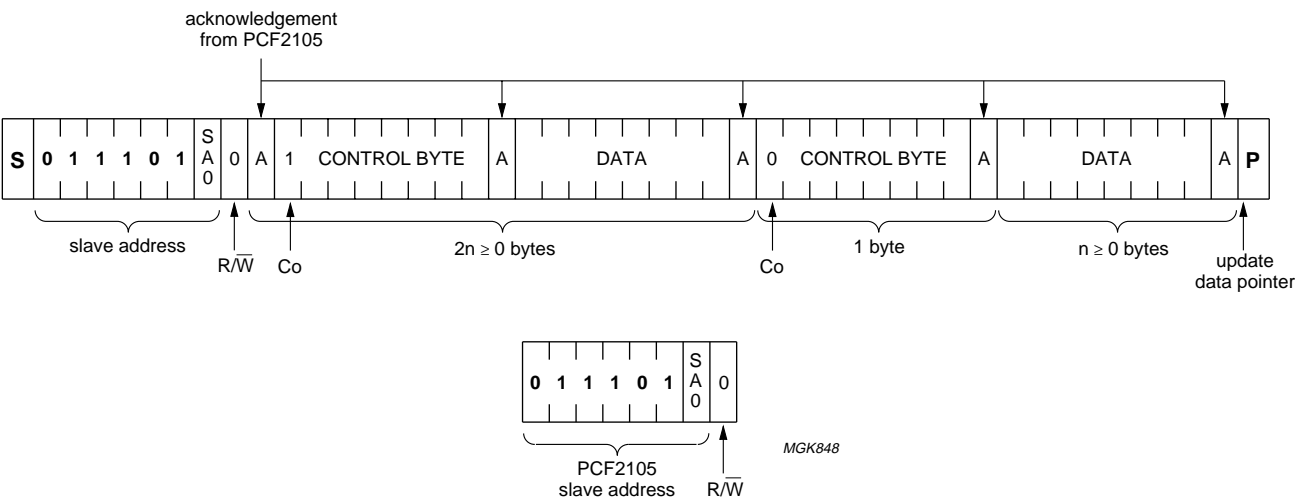 acknowledgement
from PCF2105
S 0 1 1 1 0 1 SA0 0 A 1 CONTROL BYTE A DATA A 0 CONTROL BYTE A DATA A P
slave address
R/W̅
Co
2n ≥ 0 bytes
Co
1 byte
n ≥ 0 bytes
update
data pointer
0 1 1 1 0 1 SA0 0
PCF2105
slave address
R/W̅
MGK848